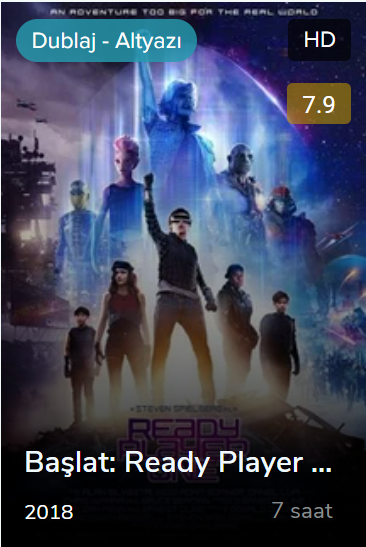 AN ADVENTURE TOO BIG FOR THE REAL WORLD
Dublaj - Altyazı
HD
7.9
A STEVEN SPIELBERG FILM
READY
PLAYER
ONE
Başlat: Ready Player ...
2018
7 saat